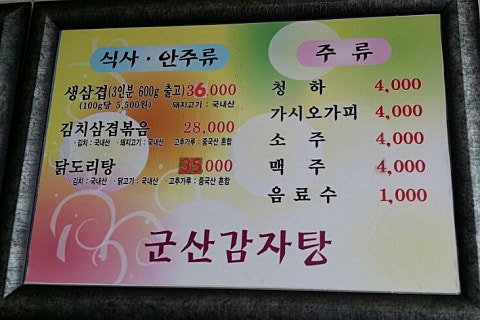 식사·안주류
생삼겹(3인분 600g 출고) 36,000
(100g당 5,500원) 돼지고기 : 국내산
김치삼겹볶음 28,000
·김치 : 국내산 ·돼지고기 : 국내산 ·고추가루 : 중국산 혼합
닭도리탕 35,000
·김치 : 국내산 ·닭고기 : 국내산 ·고추가루 : 중국산 혼합
주류
청하 4,000
가시오가피 4,000
소주 4,000
맥주 4,000
음료수 1,000
군산감자탕